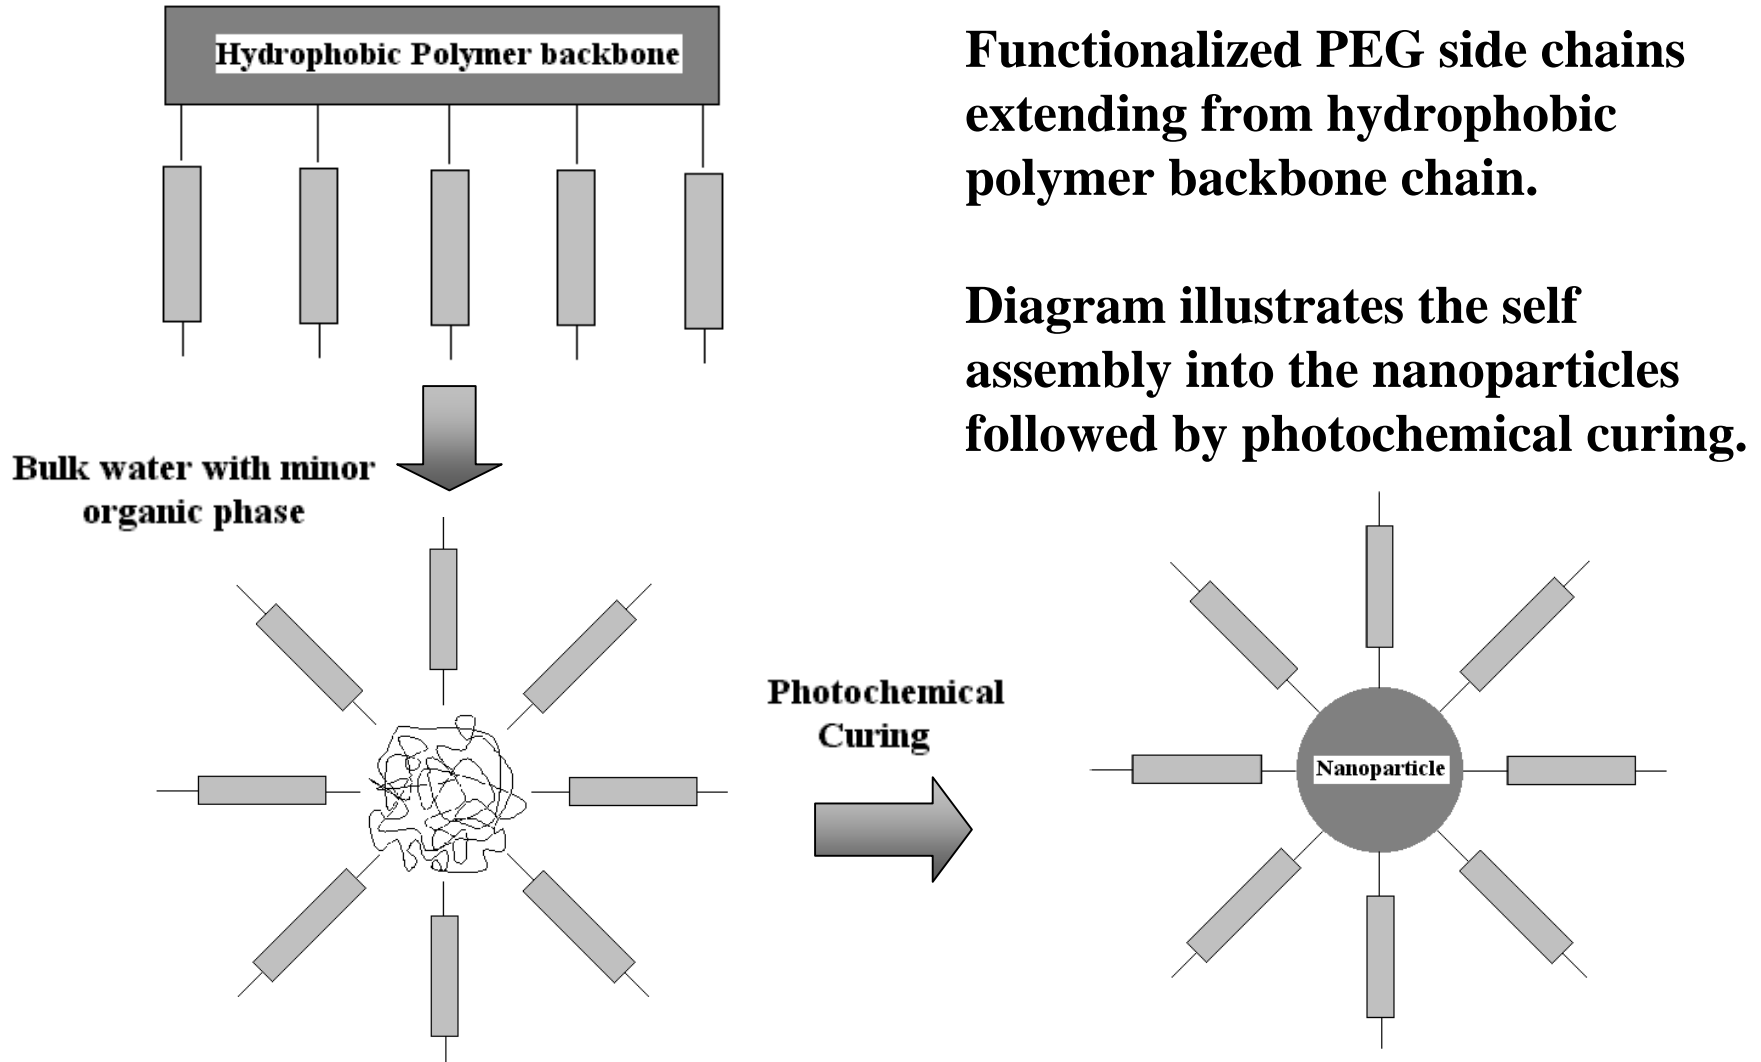 Hydrophobic Polymer backbone
Functionalized PEG side chains
extending from hydrophobic
polymer backbone chain.
Diagram illustrates the self
assembly into the nanoparticles
followed by photochemical curing.
Bulk water with minor
organic phase
Photochemical
Curing
Nanoparticle